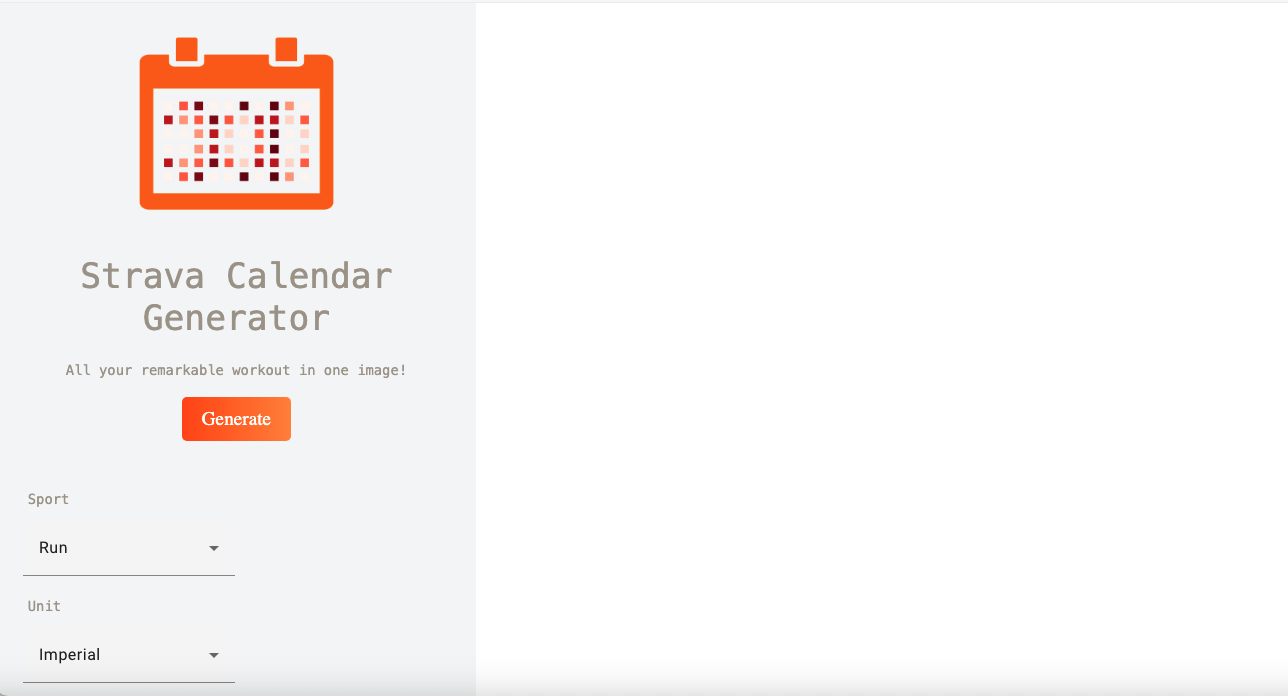 Strava Calendar
Generator
All your remarkable workout in one image!
Generate
Sport
Run
Unit
Imperial